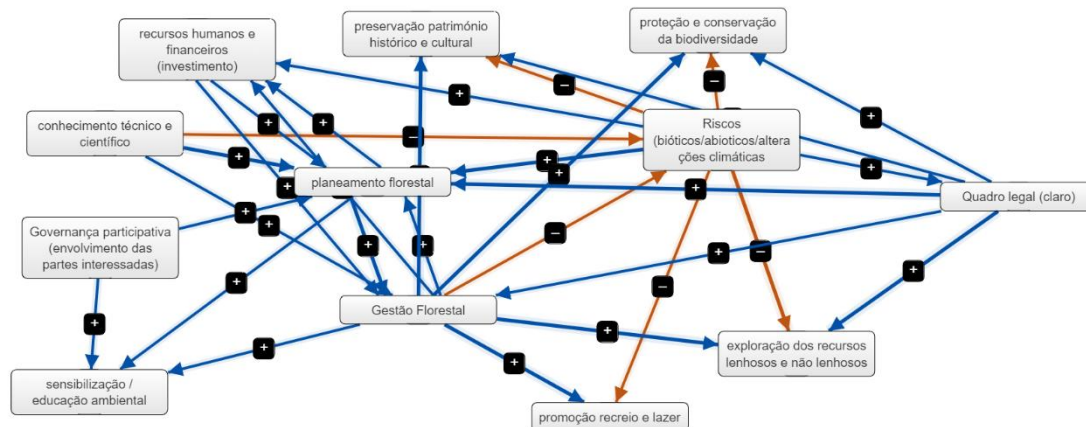 recursos humanos e
financeiros
(investimento)
preservação património
histórico e cultural
proteção e conservação
da biodiversidade
conhecimento técnico e
científico
Riscos
(bióticos/abioticos/altera
ções climáticas
planeamento florestal
Quadro legal (claro)
Governança participativa
(envolvimento das
partes interessadas)
Gestão Florestal
exploração dos recursos
lenhosos e não lenhosos
sensibilização /
educação ambiental
promoção recreio e lazer